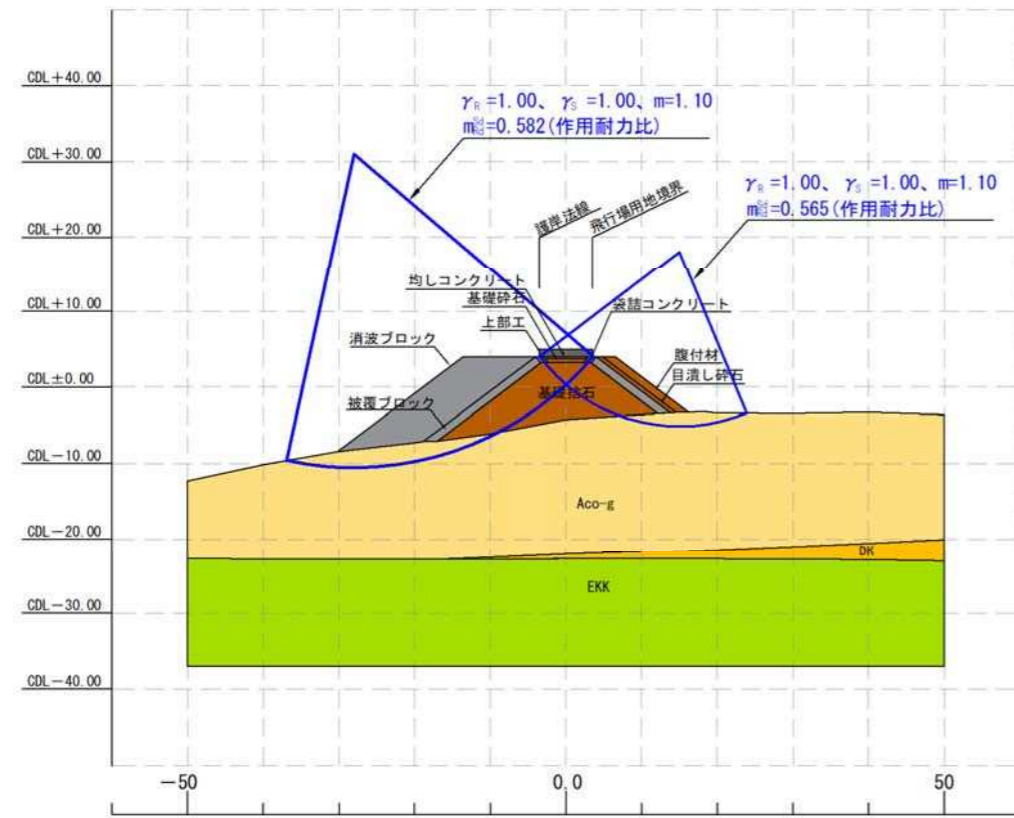 CDL+40.00
CDL+30.00
CDL+20.00
CDL+10.00
CDL±0.00
CDL-10.00
CDL-20.00
CDL-30.00
CDL-40.00
γR=1.00、γS=1.00、m=1.10
=0.582(作用耐力比)
γR=1.00、γS=1.00、m=1.10
=0.565(作用耐力比)
護岸法線
飛行場用地境界
均しコンクリート
基礎砕石
上部工
袋詰コンクリート
消波ブロック
腹付材
目潰し砕石
被覆ブロック
基礎捨石
Aco-g
DK
EKK
-50
0.0
50